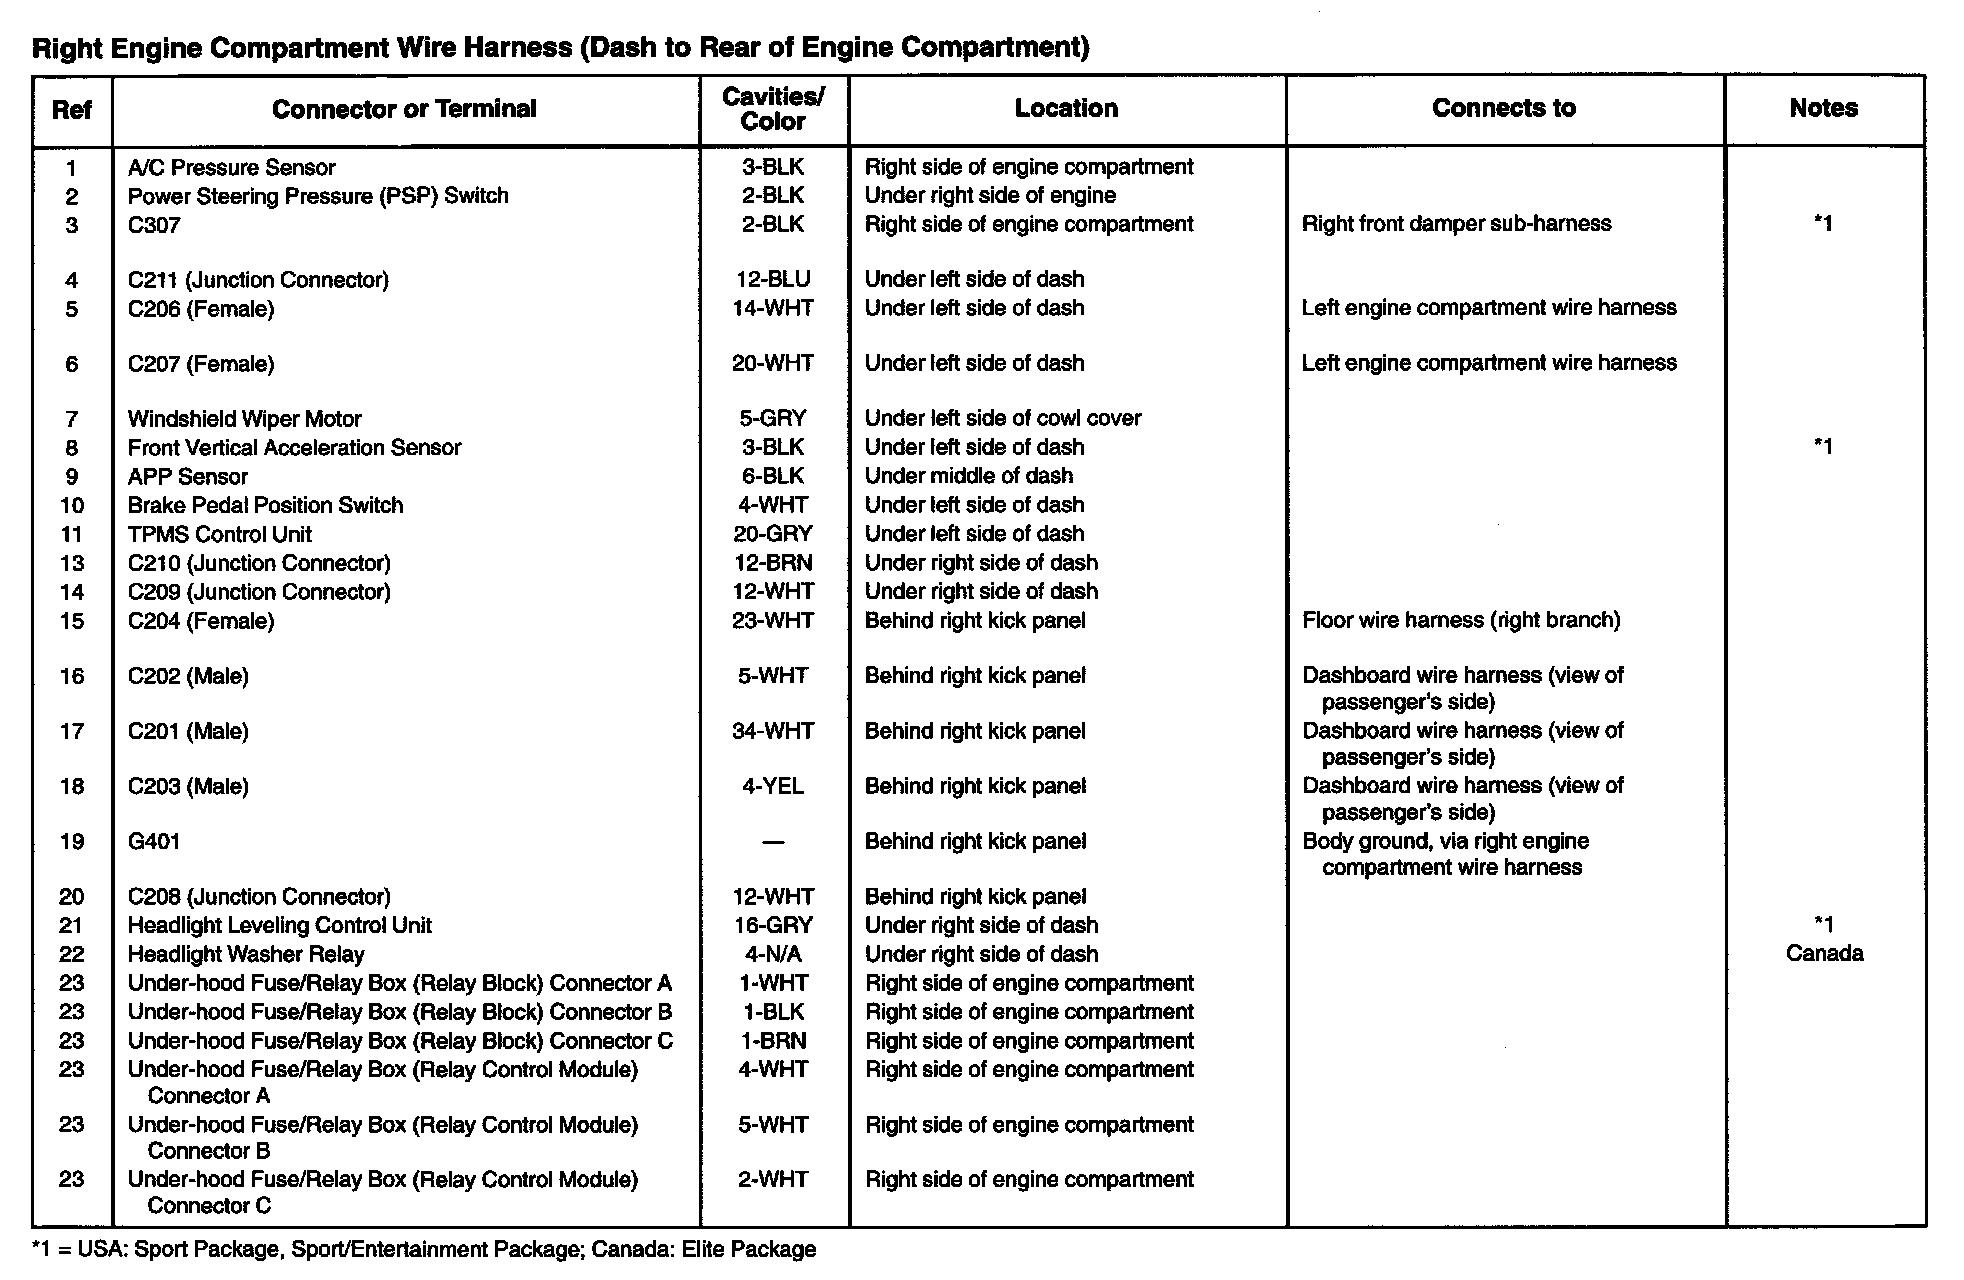 Right Engine Compartment Wire Harness (Dash to Rear of Engine Compartment)
Ref Connector or Terminal Cavities/ Color Location Connects to Notes
1 A/C Pressure Sensor 3-BLK Right side of engine compartment
2 Power Steering Pressure (PSP) Switch 2-BLK Under right side of engine
3 C307 2-BLK Right side of engine compartment Right front damper sub-harness *1
4 C211 (Junction Connector) 12-BLU Under left side of dash
5 C206 (Female) 14-WHT Under left side of dash Left engine compartment wire harness
6 C207 (Female) 20-WHT Under left side of dash Left engine compartment wire harness
7 Windshield Wiper Motor 5-GRY Under left side of cowl cover
8 Front Vertical Acceleration Sensor 3-BLK Under left side of dash *1
9 APP Sensor 6-BLK Under middle of dash
10 Brake Pedal Position Switch 4-WHT Under left side of dash
11 TPMS Control Unit 20-GRY Under left side of dash
13 C210 (Junction Connector) 12-BRN Under right side of dash
14 C209 (Junction Connector) 12-WHT Under right side of dash
15 C204 (Female) 23-WHT Behind right kick panel Floor wire harness (right branch)
16 C202 (Male) 5-WHT Behind right kick panel Dashboard wire harness (view of
passenger's side)
17 C201 (Male) 34-WHT Behind right kick panel Dashboard wire harness (view of
passenger's side)
18 C203 (Male) 4-YEL Behind right kick panel Dashboard wire harness (view of
passenger's side)
19 G401 — Behind right kick panel Body ground, via right engine
compartment wire harness
20 C208 (Junction Connector) 12-WHT Behind right kick panel
21 Headlight Leveling Control Unit 16-GRY Under right side of dash *1
22 Headlight Washer Relay 4-N/A Under right side of dash Canada
23 Under-hood Fuse/Relay Box (Relay Block) Connector A 1-WHT Right side of engine compartment
23 Under-hood Fuse/Relay Box (Relay Block) Connector B 1-BLK Right side of engine compartment
23 Under-hood Fuse/Relay Box (Relay Block) Connector C 1-BRN Right side of engine compartment
23 Under-hood Fuse/Relay Box (Relay Control Module) 4-WHT Right side of engine compartment
Connector A
23 Under-hood Fuse/Relay Box (Relay Control Module) 5-WHT Right side of engine compartment
Connector B
23 Under-hood Fuse/Relay Box (Relay Control Module) 2-WHT Right side of engine compartment
Connector C
*1 = USA: Sport Package, Sport/Entertainment Package; Canada: Elite Package